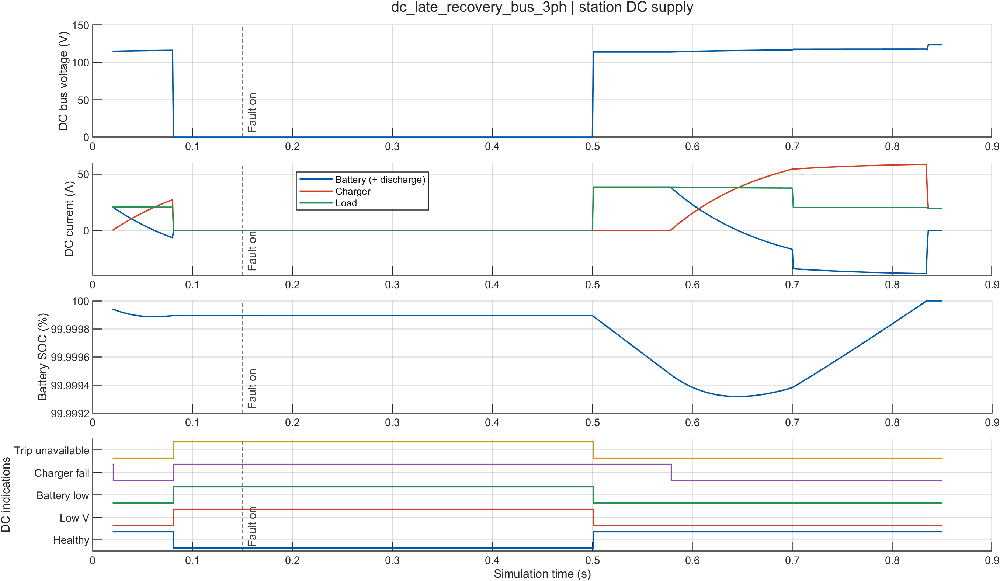 dc_late_recovery_bus_3ph | station DC supply
DC bus voltage (V)
150
100
50
0
Fault on
0 0.1 0.2 0.3 0.4 0.5 0.6 0.7 0.8 0.9
DC current (A)
50
0
Battery (+ discharge)
Charger
Load
Fault on
0 0.1 0.2 0.3 0.4 0.5 0.6 0.7 0.8 0.9
Battery SOC (%)
100
99.9998
99.9996
99.9994
99.9992
Fault on
0 0.1 0.2 0.3 0.4 0.5 0.6 0.7 0.8 0.9
DC indications
Trip unavailable
Charger fail
Battery low
Low V
Healthy
Fault on
0 0.1 0.2 0.3 0.4 0.5 0.6 0.7 0.8 0.9
Simulation time (s)